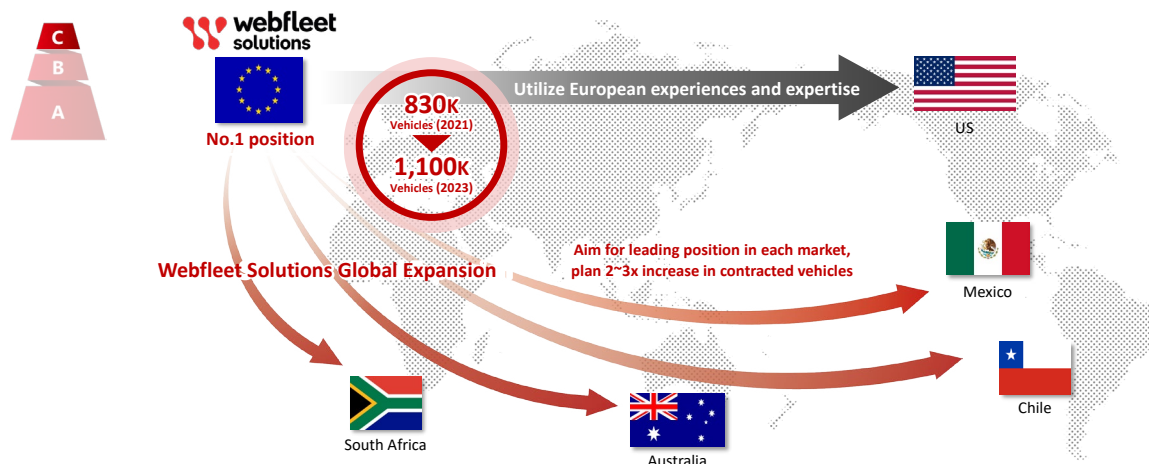 C
B
A
webfleet
solutions
No.1 position
830K
Vehicles (2021)
1,100K
Vehicles (2023)
Utilize European experiences and expertise
US
Webfleet Solutions Global Expansion
Aim for leading position in each market,
plan 2~3x increase in contracted vehicles
Mexico
Chile
South Africa
Australia